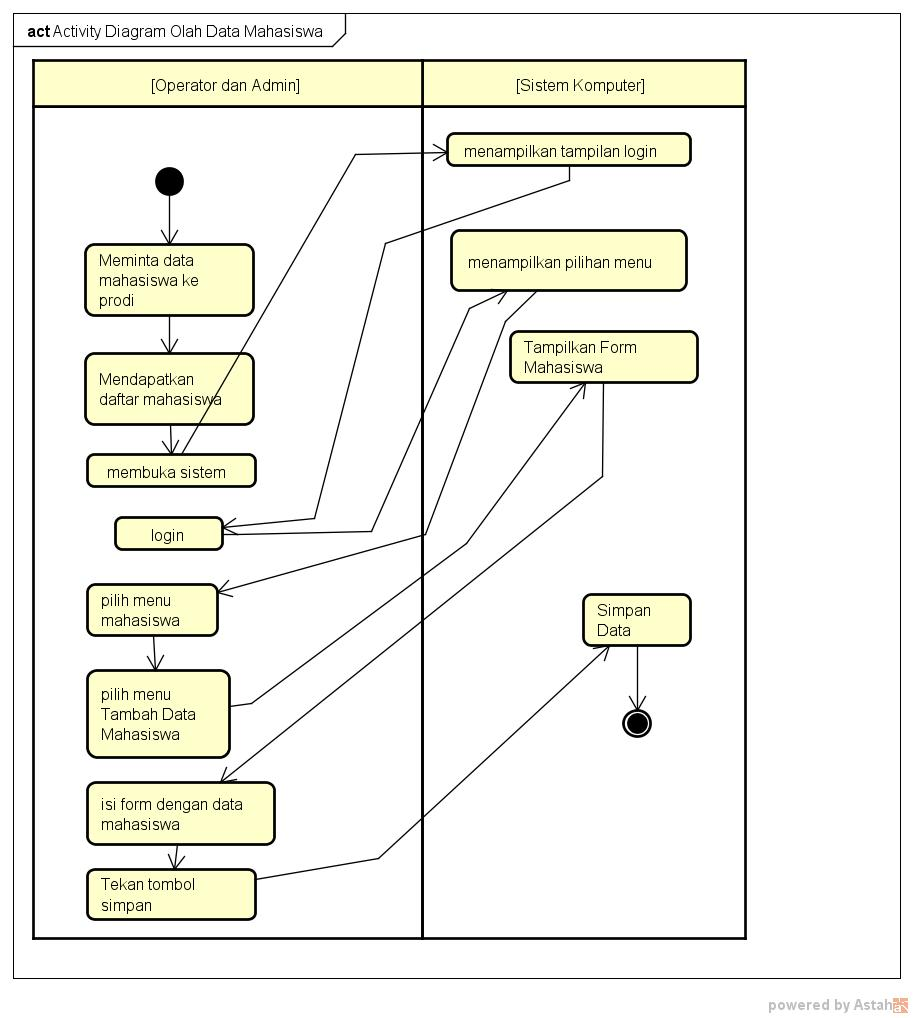 act Activity Diagram Olah Data Mahasiswa
[Operator dan Admin]
[Sistem Komputer]
menampilkan tampilan login
Meminta data
mahasiswa ke
prodi
menampilkan pilihan menu
Tampilkan Form
Mahasiswa
Mendapatkan
daftar mahasiswa
membuka sistem
login
pilih menu
mahasiswa
Simpan
Data
pilih menu
Tambah Data
Mahasiswa
isi form dengan data
mahasiswa
Tekan tombol
simpan
powered by Astah